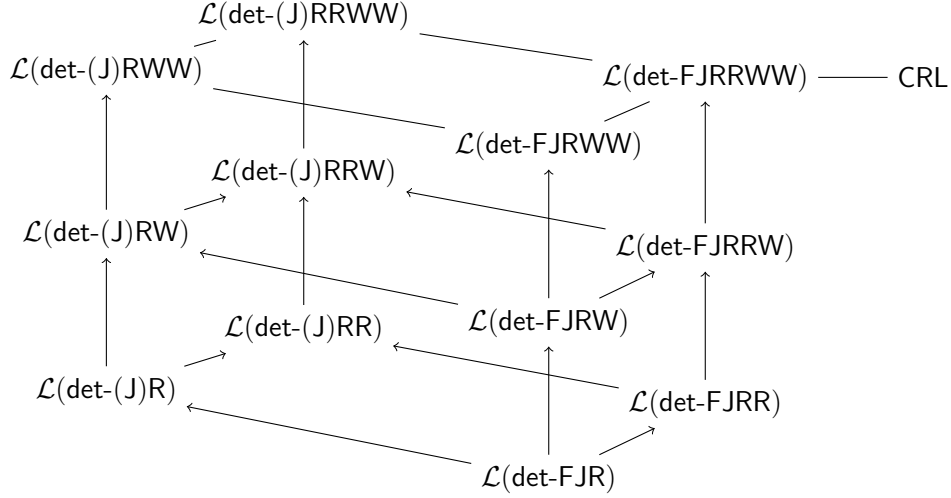 ℒ(det-(J)RRWW)
ℒ(det-(J)RWW)
ℒ(det-FJRRWW)
CRL
ℒ(det-FJRWW)
ℒ(det-(J)RRW)
ℒ(det-(J)RW)
ℒ(det-FJRRW)
ℒ(det-(J)RR)
ℒ(det-FJRW)
ℒ(det-(J)R)
ℒ(det-FJRR)
ℒ(det-FJR)